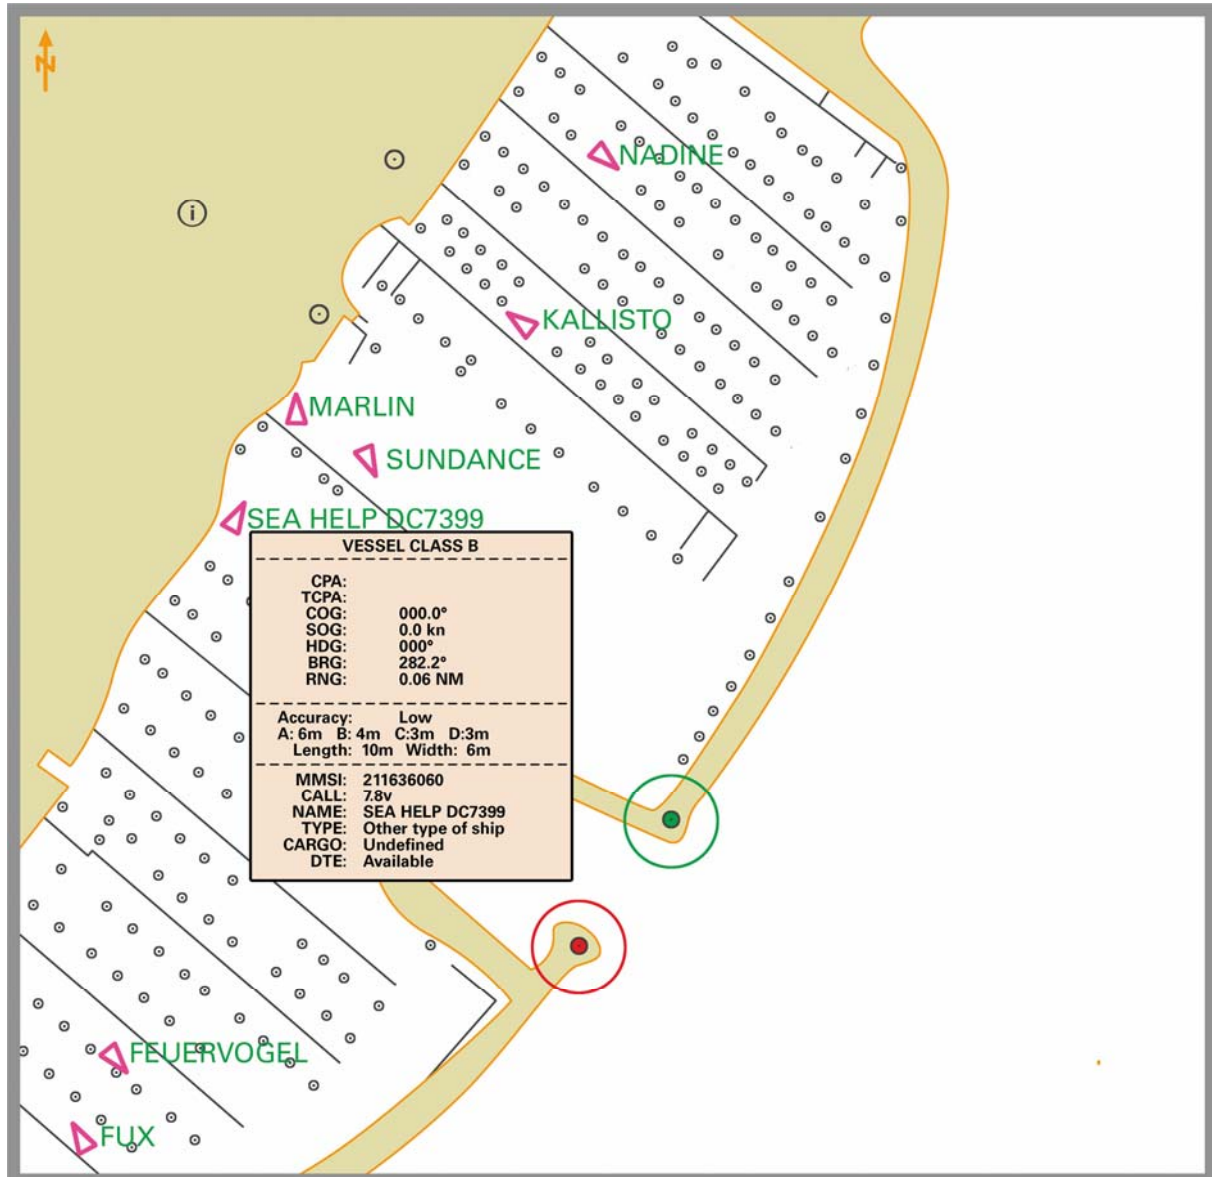 N
i
NADINE
KALLISTO
MARLIN
SUNDANCE
SEA HELP DC7399
VESSEL CLASS B
CPA:
TCPA:
COG: 000.0°
SOG: 0.0 kn
HDG: 000°
BRG: 282.2°
RNG: 0.06 NM
Accuracy: Low
A: 6m B: 4m C:3m D:3m
Length: 10m Width: 6m
MMSI: 211636060
CALL: 7.8v
NAME: SEA HELP DC7399
TYPE: Other type of ship
CARGO: Undefined
DTE: Available
FEUERVOGEL
FUX